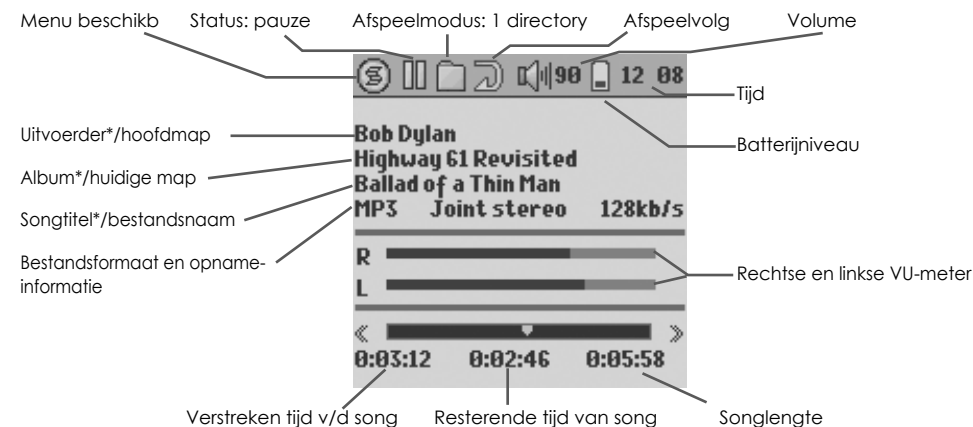 Menu beschikb Status: pauze Afspeelmodus: 1 directory Afspeelvolg Volume
90 12 08
Tijd
Batterijniveau
Uitvoerder*/hoofdmap
Bob Dylan
Album*/huidige map
Highway 61 Revisited
Songtitel*/bestandsnaam
Ballad of a Thin Man
MP3 Joint stereo 128kb/s
Bestandsformaat en opname-
informatie
R
L
Rechtse en linkse VU-meter
0:03:12 0:02:46 0:05:58
Verstreken tijd v/d song Resterende tijd van song Songlengte